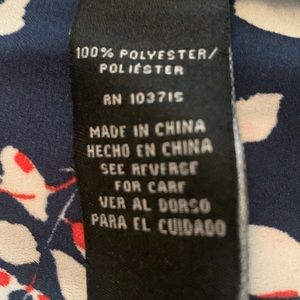 100% POLYESTER/
POLIÉSTER
RN 103715
MADE IN CHINA
HECHO EN CHINA
SEE REVERSE
FOR CARE
VER AL DORSO
PARA EL CUIDADO